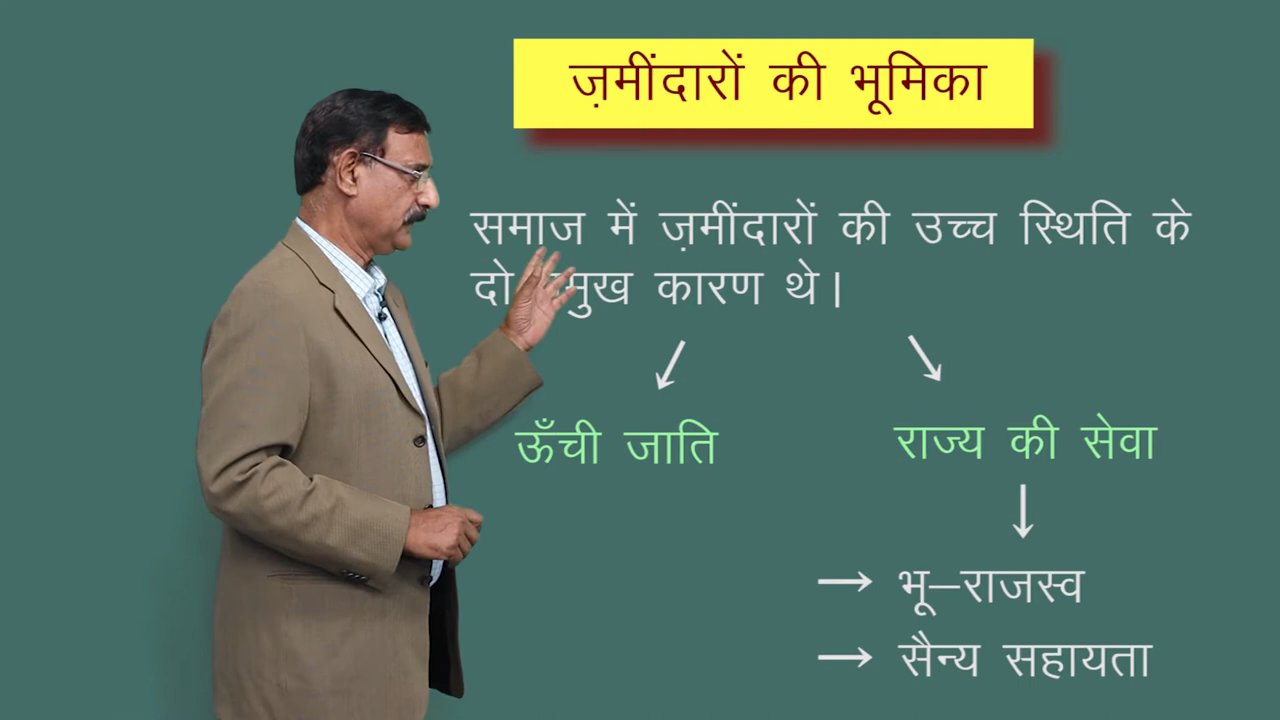 ज़मींदारों की भूमिका
समाज में ज़मींदारों की उच्च स्थिति के
दो कारण थे।
ऊँची जाति
राज्य की सेवा
→ भू–राजस्व
→ सैन्य सहायता